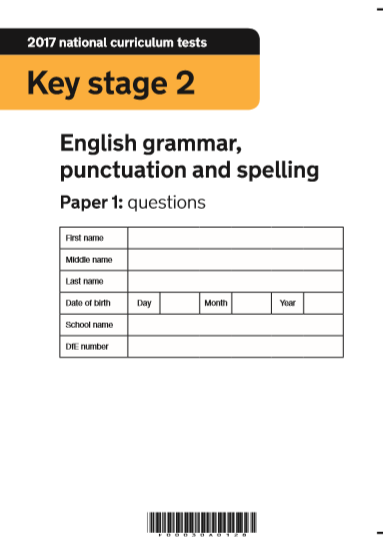 2017 national curriculum tests
Key stage 2
English grammar,
punctuation and spelling
Paper 1: questions
First name
Middle name
Last name
Date of birth Day Month Year
School name
DfE number